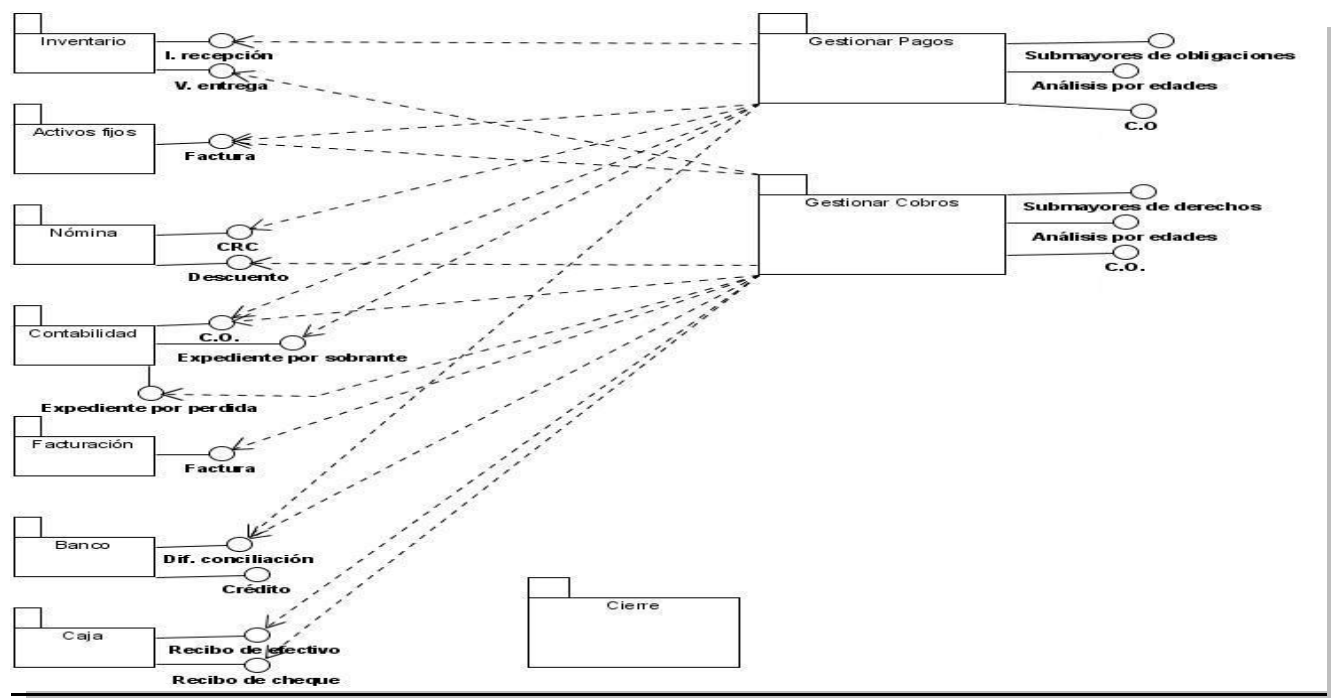 Inventario
I. recepción
V. entrega
Activos fijos
Factura
Nómina
CRC
Descuento
Contabilidad
C.O.
Expediente por sobrante
Expediente por perdida
Facturación
Factura
Banco
Dif. conciliación
Crédito
Caja
Recibo de efectivo
Recibo de cheque
Cierre
Gestionar Pagos
Submayores de obligaciones
Análisis por edades
C.O
Gestionar Cobros
Submayores de derechos
Análisis por edades
C.O.